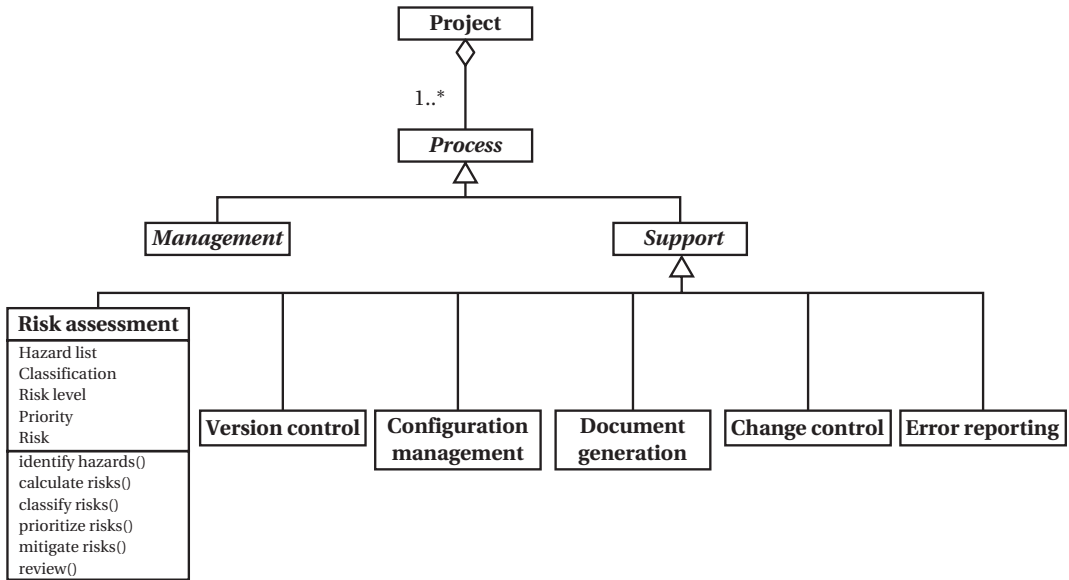 Project
1..*
Process
Management
Support
Risk assessment
Hazard list
Classification
Risk level
Priority
Risk
identify hazards()
calculate risks()
classify risks()
prioritize risks()
mitigate risks()
review()
Version control
Configuration
management
Document
generation
Change control
Error reporting